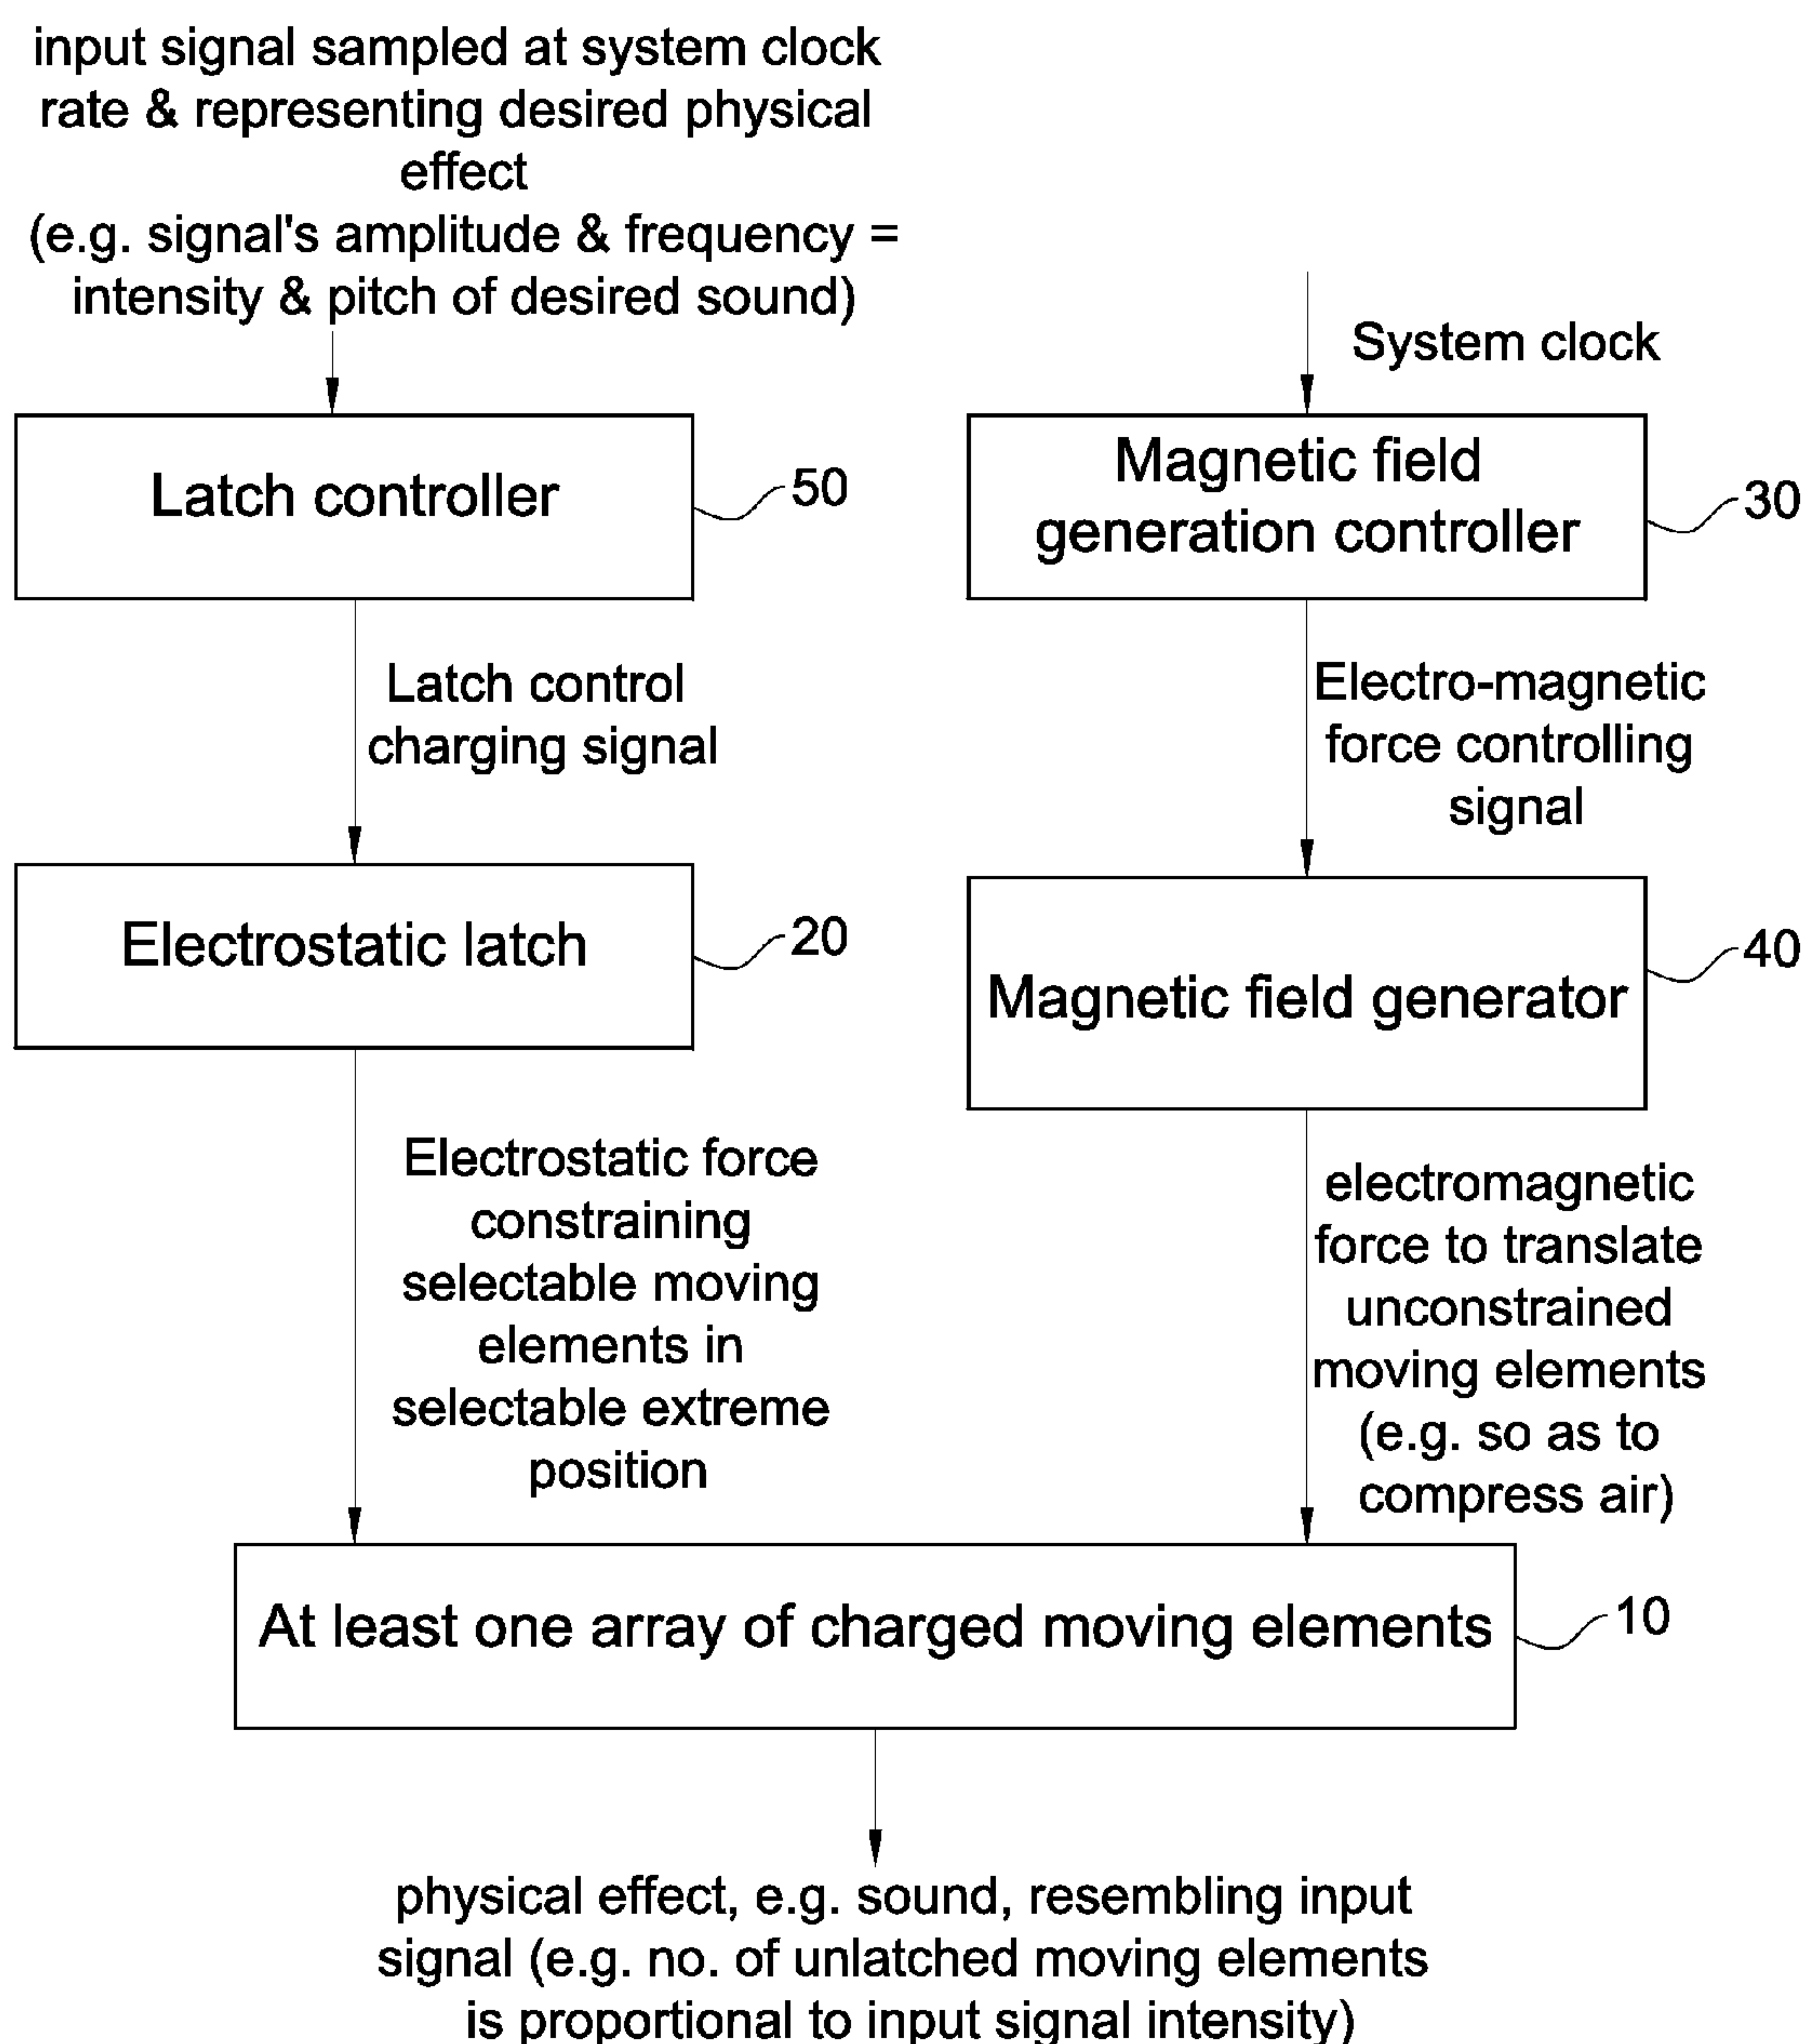 input signal sampled at system clock
rate & representing desired physical
effect
(e.g. signal's amplitude & frequency =
intensity & pitch of desired sound)
System clock
Latch controller
50
Magnetic field
generation controller
30
Latch control
charging signal
Electro-magnetic
force controlling
signal
Electrostatic latch
20
Magnetic field generator
40
Electrostatic force
constraining
selectable moving
elements in
selectable extreme
position
electromagnetic
force to translate
unconstrained
moving elements
(e.g. so as to
compress air)
At least one array of charged moving elements
10
physical effect, e.g. sound, resembling input
signal (e.g. no. of unlatched moving elements
is proportional to input signal intensity)